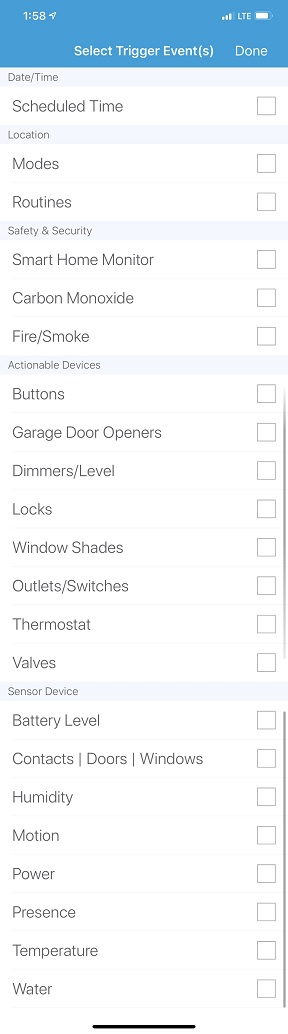 1:58
LTE
Select Trigger Event(s) Done
Date/Time
Scheduled Time
Location
Modes
Routines
Safety & Security
Smart Home Monitor
Carbon Monoxide
Fire/Smoke
Actionable Devices
Buttons
Garage Door Openers
Dimmers/Level
Locks
Window Shades
Outlets/Switches
Thermostat
Valves
Sensor Device
Battery Level
Contacts | Doors | Windows
Humidity
Motion
Power
Presence
Temperature
Water